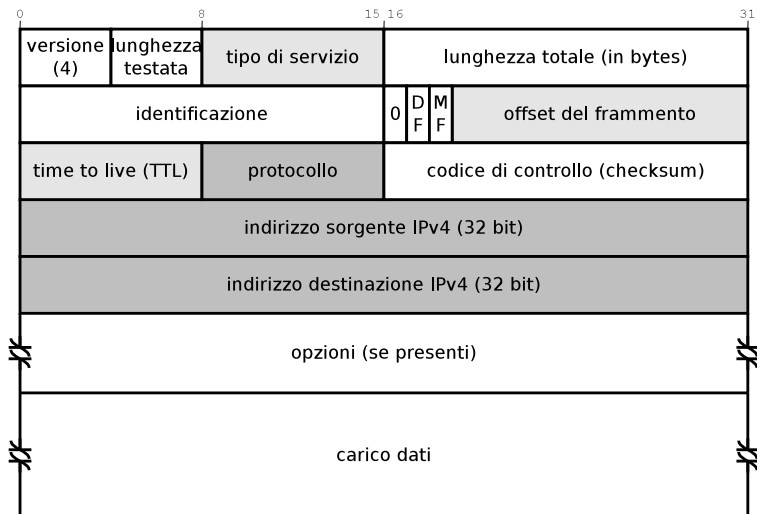 0 8 15 16 31
versione lunghezza tipo di servizio lunghezza totale (in bytes)
(4) testata
identificazione 0 D M offset del frammento
F F
time to live (TTL) protocollo codice di controllo (checksum)
indirizzo sorgente IPv4 (32 bit)
indirizzo destinazione IPv4 (32 bit)
opzioni (se presenti)
carico dati